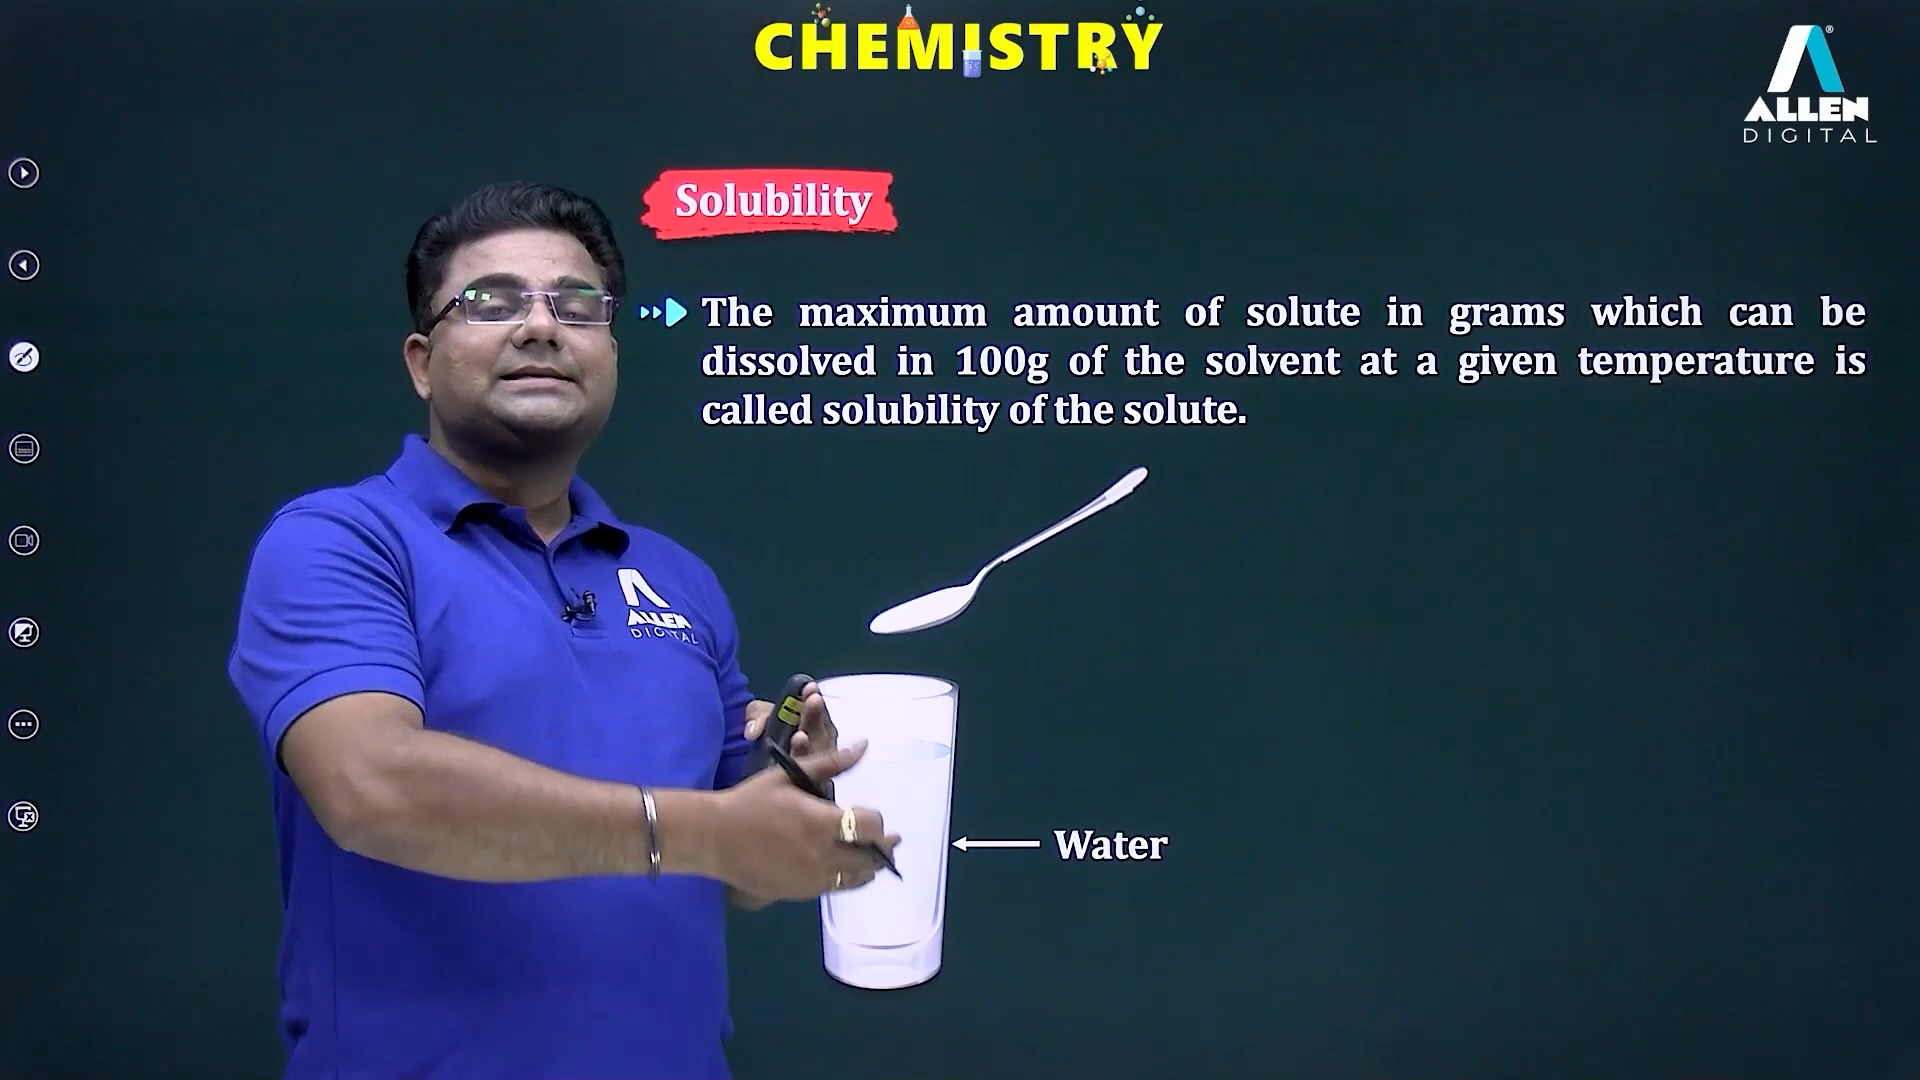 CHEMISTRY
ALLEN
DIGITAL
Solubility
The maximum amount of solute in grams which can be
dissolved in 100g of the solvent at a given temperature is
called solubility of the solute.
ALLEN
DIGITAL
Water